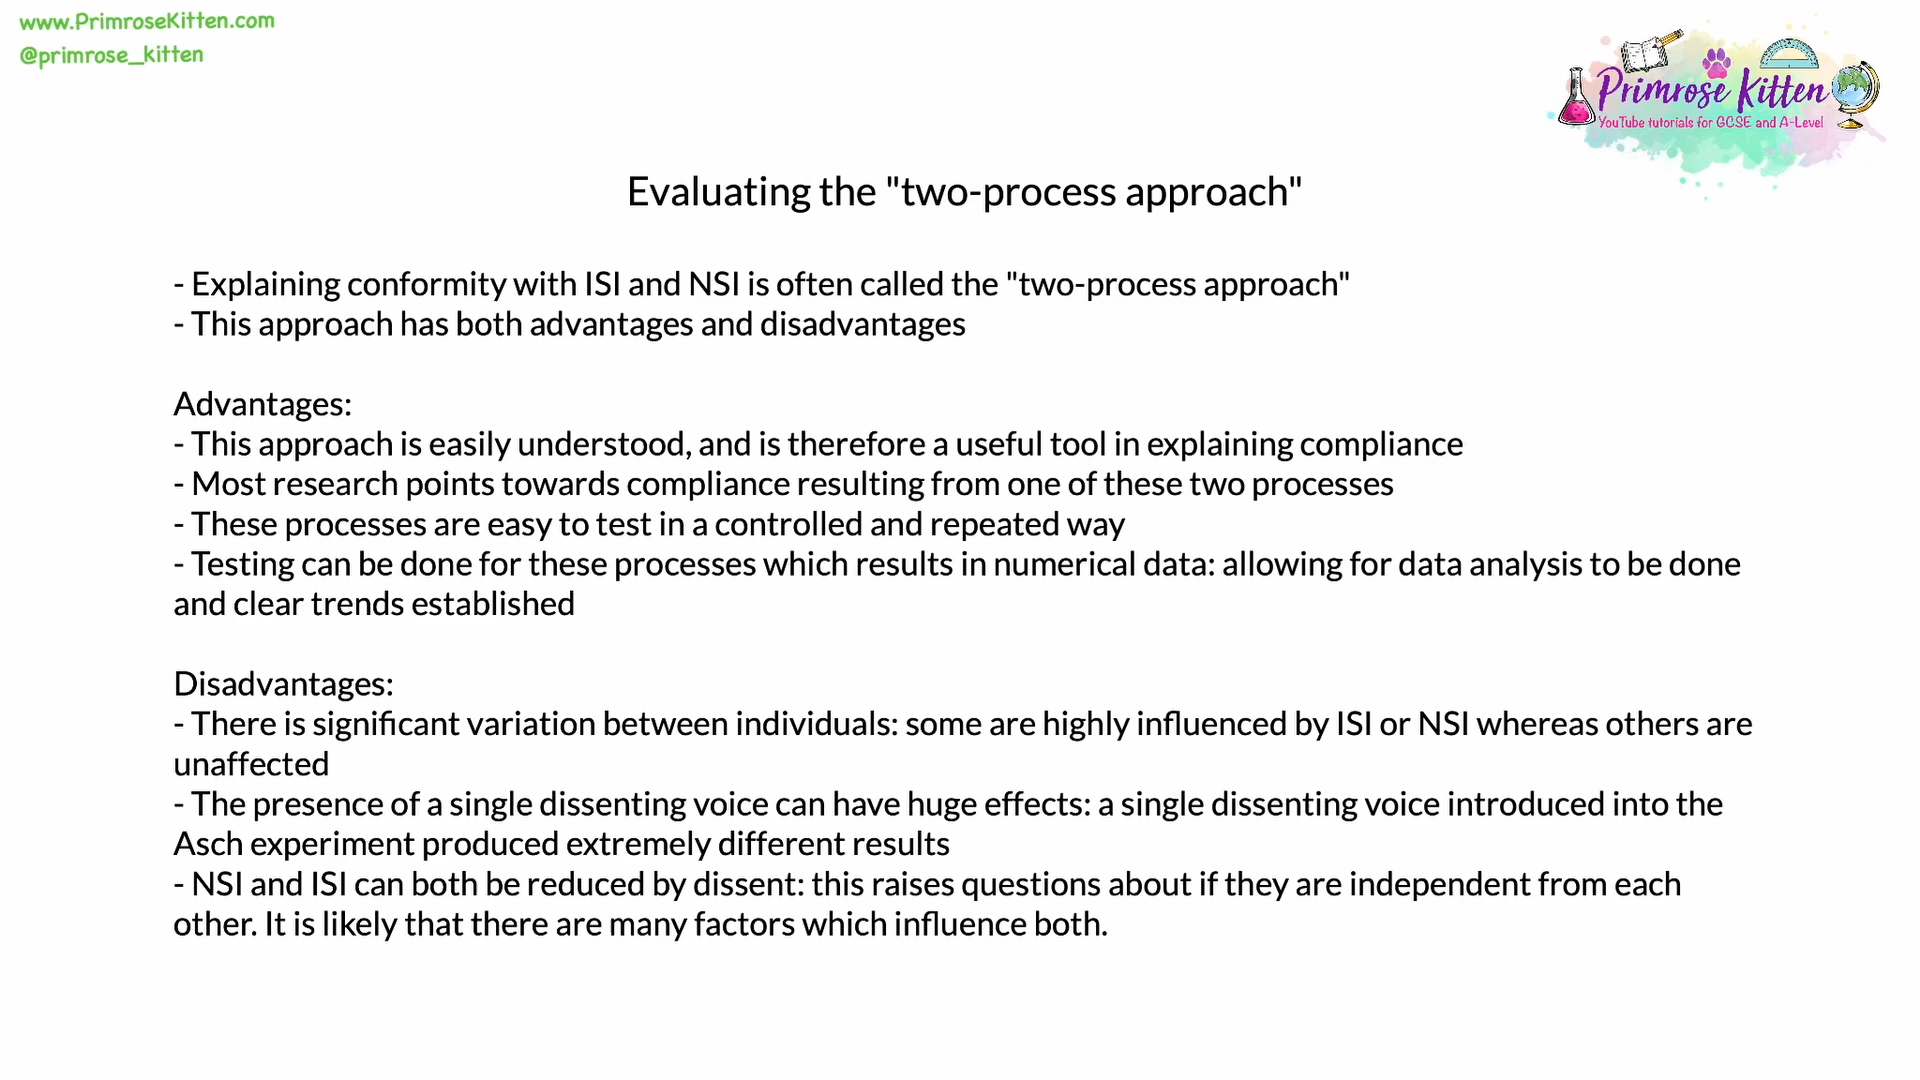 www.PrimroseKitten.com
@primrose_kitten
Primrose Kitten
YouTube tutorials for GCSE and A-Level
Evaluating the "two-process approach"
- Explaining conformity with ISI and NSI is often called the "two-process approach"
- This approach has both advantages and disadvantages
Advantages:
- This approach is easily understood, and is therefore a useful tool in explaining compliance
- Most research points towards compliance resulting from one of these two processes
- These processes are easy to test in a controlled and repeated way
- Testing can be done for these processes which results in numerical data: allowing for data analysis to be done
and clear trends established
Disadvantages:
- There is significant variation between individuals: some are highly influenced by ISI or NSI whereas others are
unaffected
- The presence of a single dissenting voice can have huge effects: a single dissenting voice introduced into the
Asch experiment produced extremely different results
- NSI and ISI can both be reduced by dissent: this raises questions about if they are independent from each
other. It is likely that there are many factors which influence both.